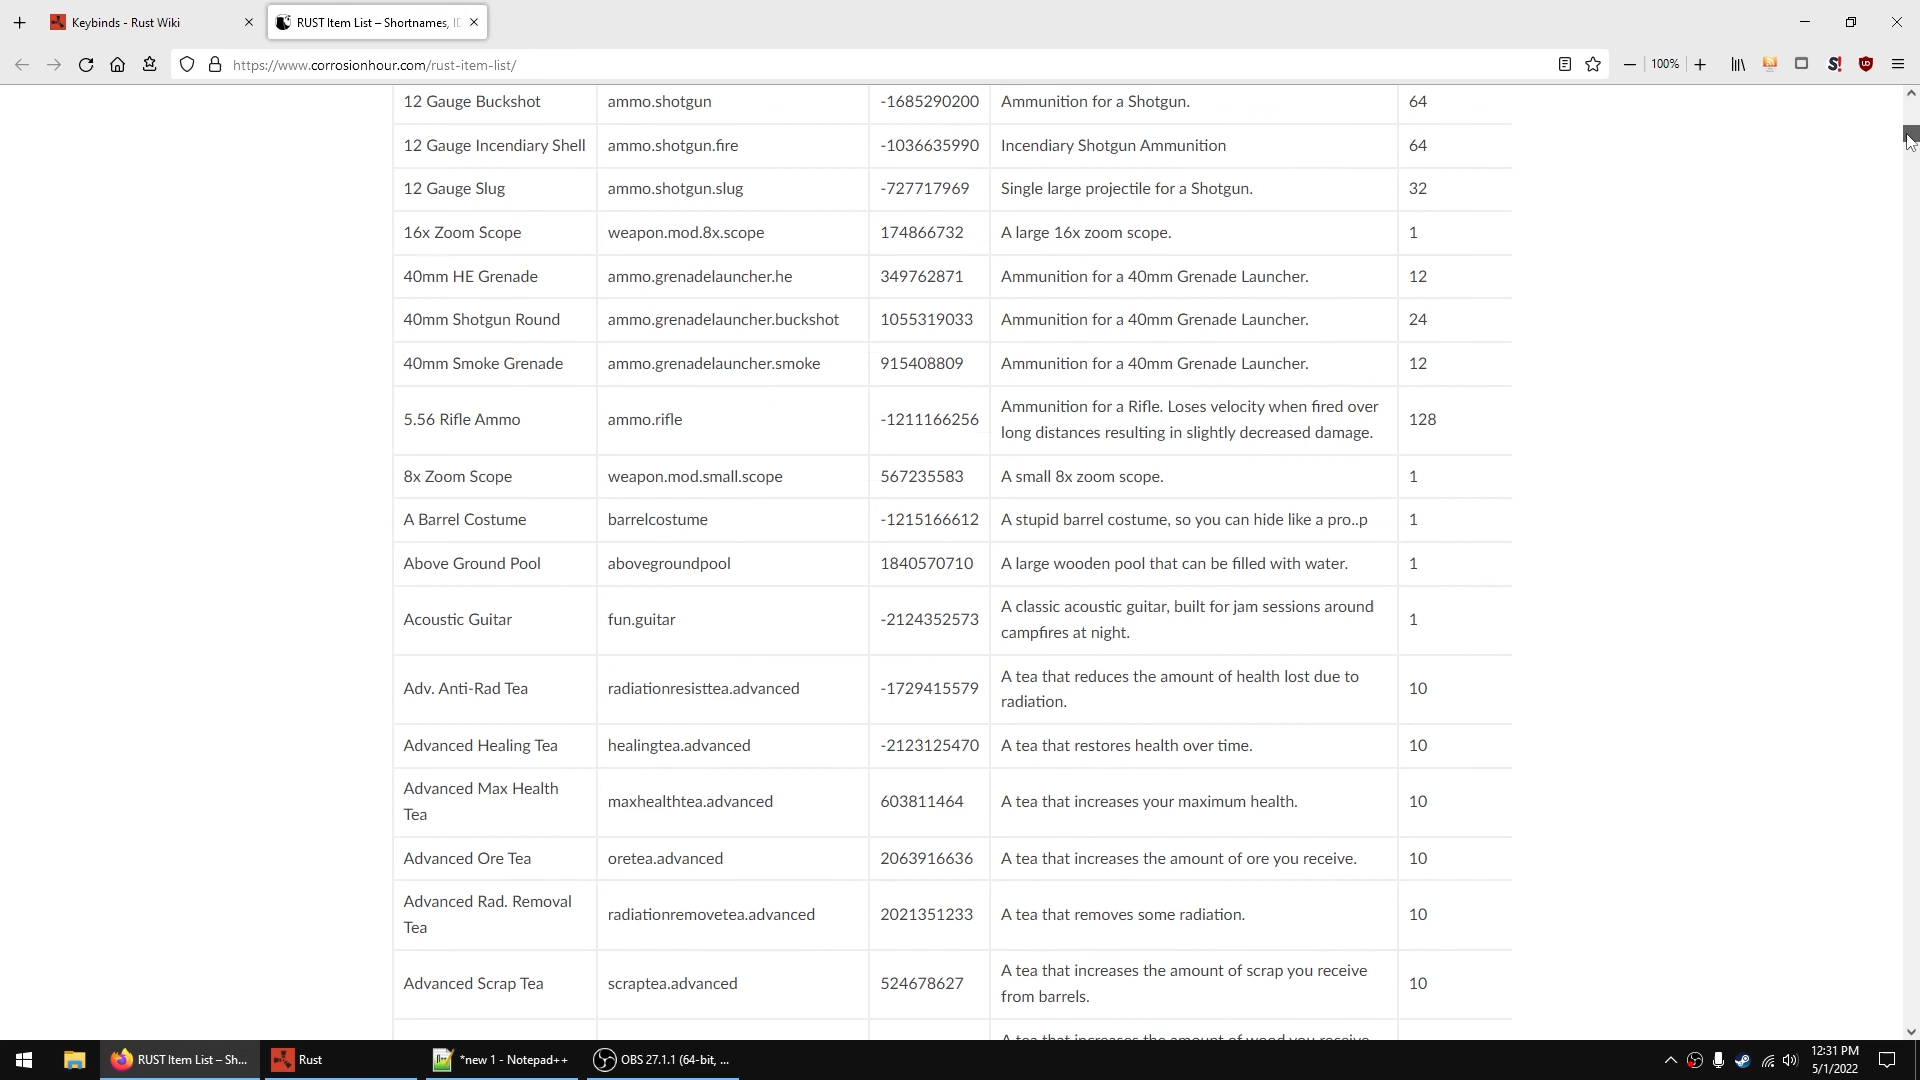 Keybinds - Rust Wiki
RUST Item List – Shortnames, I
https://www.corrosionhour.com/rust-item-list/
100%
12 Gauge Buckshot ammo.shotgun -1685290200 Ammunition for a Shotgun. 64
12 Gauge Incendiary Shell ammo.shotgun.fire -1036635990 Incendiary Shotgun Ammunition 64
12 Gauge Slug ammo.shotgun.slug -727717969 Single large projectile for a Shotgun. 32
16x Zoom Scope weapon.mod.8x.scope 174866732 A large 16x zoom scope. 1
40mm HE Grenade ammo.grenadelauncher.he 349762871 Ammunition for a 40mm Grenade Launcher. 12
40mm Shotgun Round ammo.grenadelauncher.buckshot 1055319033 Ammunition for a 40mm Grenade Launcher. 24
40mm Smoke Grenade ammo.grenadelauncher.smoke 915408809 Ammunition for a 40mm Grenade Launcher. 12
5.56 Rifle Ammo ammo.rifle -1211166256 Ammunition for a Rifle. Loses velocity when fired over
long distances resulting in slightly decreased damage. 128
8x Zoom Scope weapon.mod.small.scope 567235583 A small 8x zoom scope. 1
A Barrel Costume barrelcostume -1215166612 A stupid barrel costume, so you can hide like a pro..p 1
Above Ground Pool abovegroundpool 1840570710 A large wooden pool that can be filled with water. 1
Acoustic Guitar fun.guitar -2124352573 A classic acoustic guitar, built for jam sessions around
campfires at night. 1
Adv. Anti-Rad Tea radiationresisttea.advanced -1729415579 A tea that reduces the amount of health lost due to
radiation. 10
Advanced Healing Tea healingtea.advanced -2123125470 A tea that restores health over time. 10
Advanced Max Health
Tea maxhealthtea.advanced 603811464 A tea that increases your maximum health. 10
Advanced Ore Tea oretea.advanced 2063916636 A tea that increases the amount of ore you receive. 10
Advanced Rad. Removal
Tea radiationremovetea.advanced 2021351233 A tea that removes some radiation. 10
Advanced Scrap Tea scraptea.advanced 524678627 A tea that increases the amount of scrap you receive
from barrels. 10
A tea that increases the amount of wood you receive
RUST Item List – Sh...
Rust
*new 1 - Notepad++
OBS 27.1.1 (64-bit, ...
12:31 PM
5/1/2022